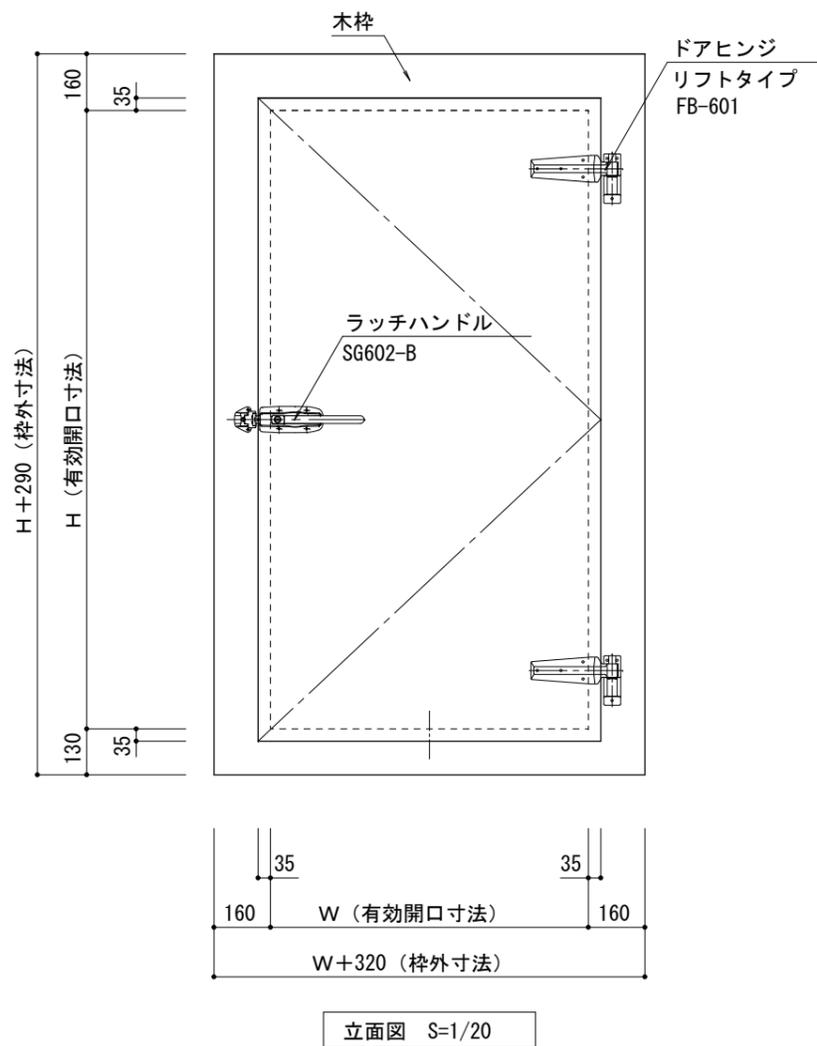 木枠
ドアヒンジ
リフトタイプ
FB-601
160
35
ラッチハンドル
SG602-B
H+290（枠外寸法）
H（有効開口寸法）
130
35
35
35
160
W（有効開口寸法）
160
W+320（枠外寸法）
立面図 S=1/20